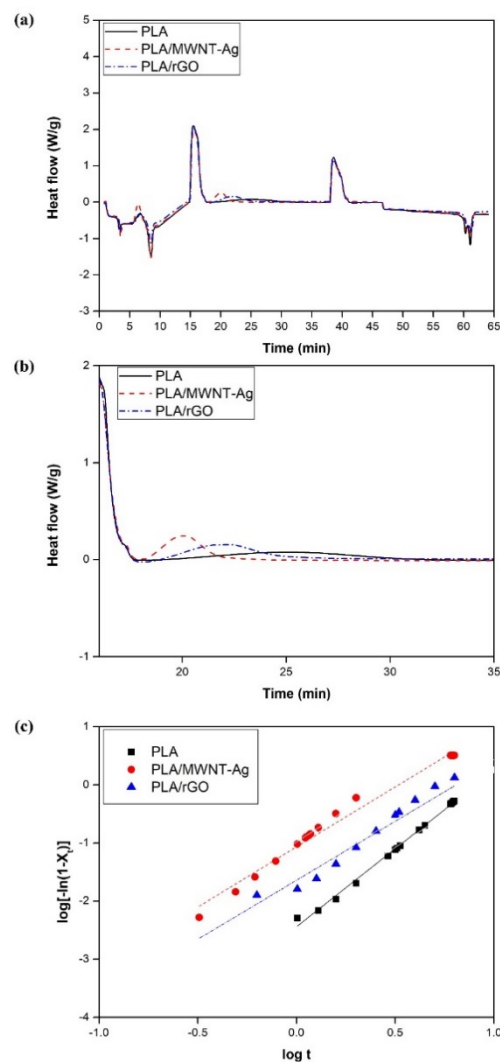 (a)
PLA
PLA/MWNT-Ag
PLA/rGO
5
4
3
2
1
0
-1
-2
-3
Heat flow (W/g)
0 5 10 15 20 25 30 35 40 45 50 55 60 65
Time (min)
(b)
PLA
PLA/MWNT-Ag
PLA/rGO
2
1
0
-1
Heat flow (W/g)
20 25 30 35
Time (min)
(c)
PLA
PLA/MWNT-Ag
PLA/rGO
1
0
-1
-2
-3
-4
log[-ln(1-Xt)]
-1.0 -0.5 0.0 0.5 1.0
log t